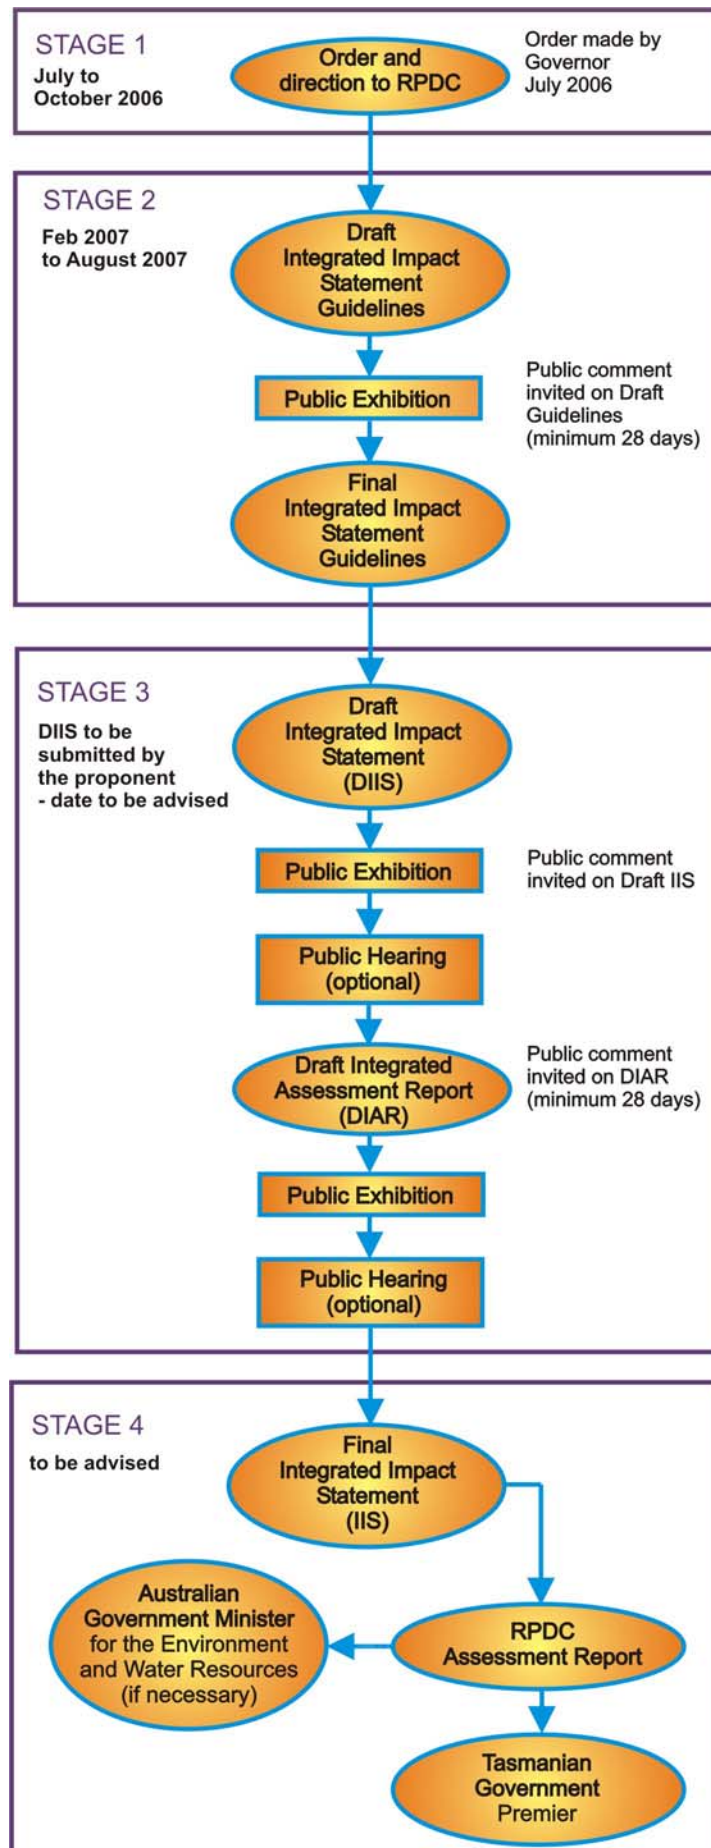 STAGE 1
July to
October 2006
Order and
direction to RPDC
Order made by
Governor
July 2006
STAGE 2
Feb 2007
to August 2007
Draft
Integrated Impact
Statement
Guidelines
Public Exhibition
Public comment
invited on Draft
Guidelines
(minimum 28 days)
Final
Integrated Impact
Statement
Guidelines
STAGE 3
DIIS to be
submitted by
the proponent
- date to be advised
Draft
Integrated Impact
Statement
(DIIS)
Public Exhibition
Public comment
invited on Draft IIS
Public Hearing
(optional)
Draft Integrated
Assessment Report
(DIAR)
Public comment
invited on DIAR
(minimum 28 days)
Public Exhibition
Public Hearing
(optional)
STAGE 4
to be advised
Final
Integrated Impact
Statement
(IIS)
Australian
Government Minister
for the Environment
and Water Resources
(if necessary)
RPDC
Assessment Report
Tasmanian
Government
Premier